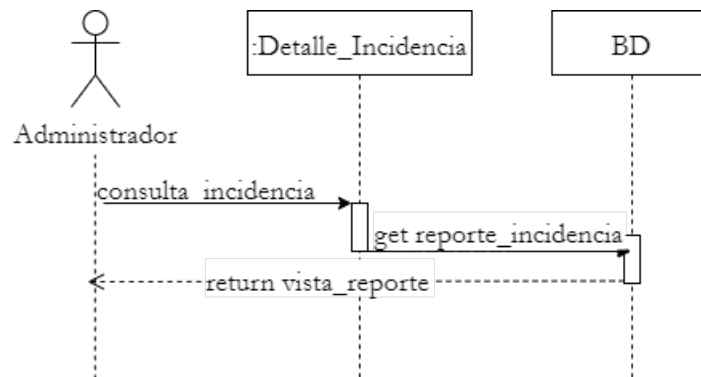 :Detalle_Incidencia
BD
Administrador
consulta_incidencia
get reporte_incidencia
return vista_reporte